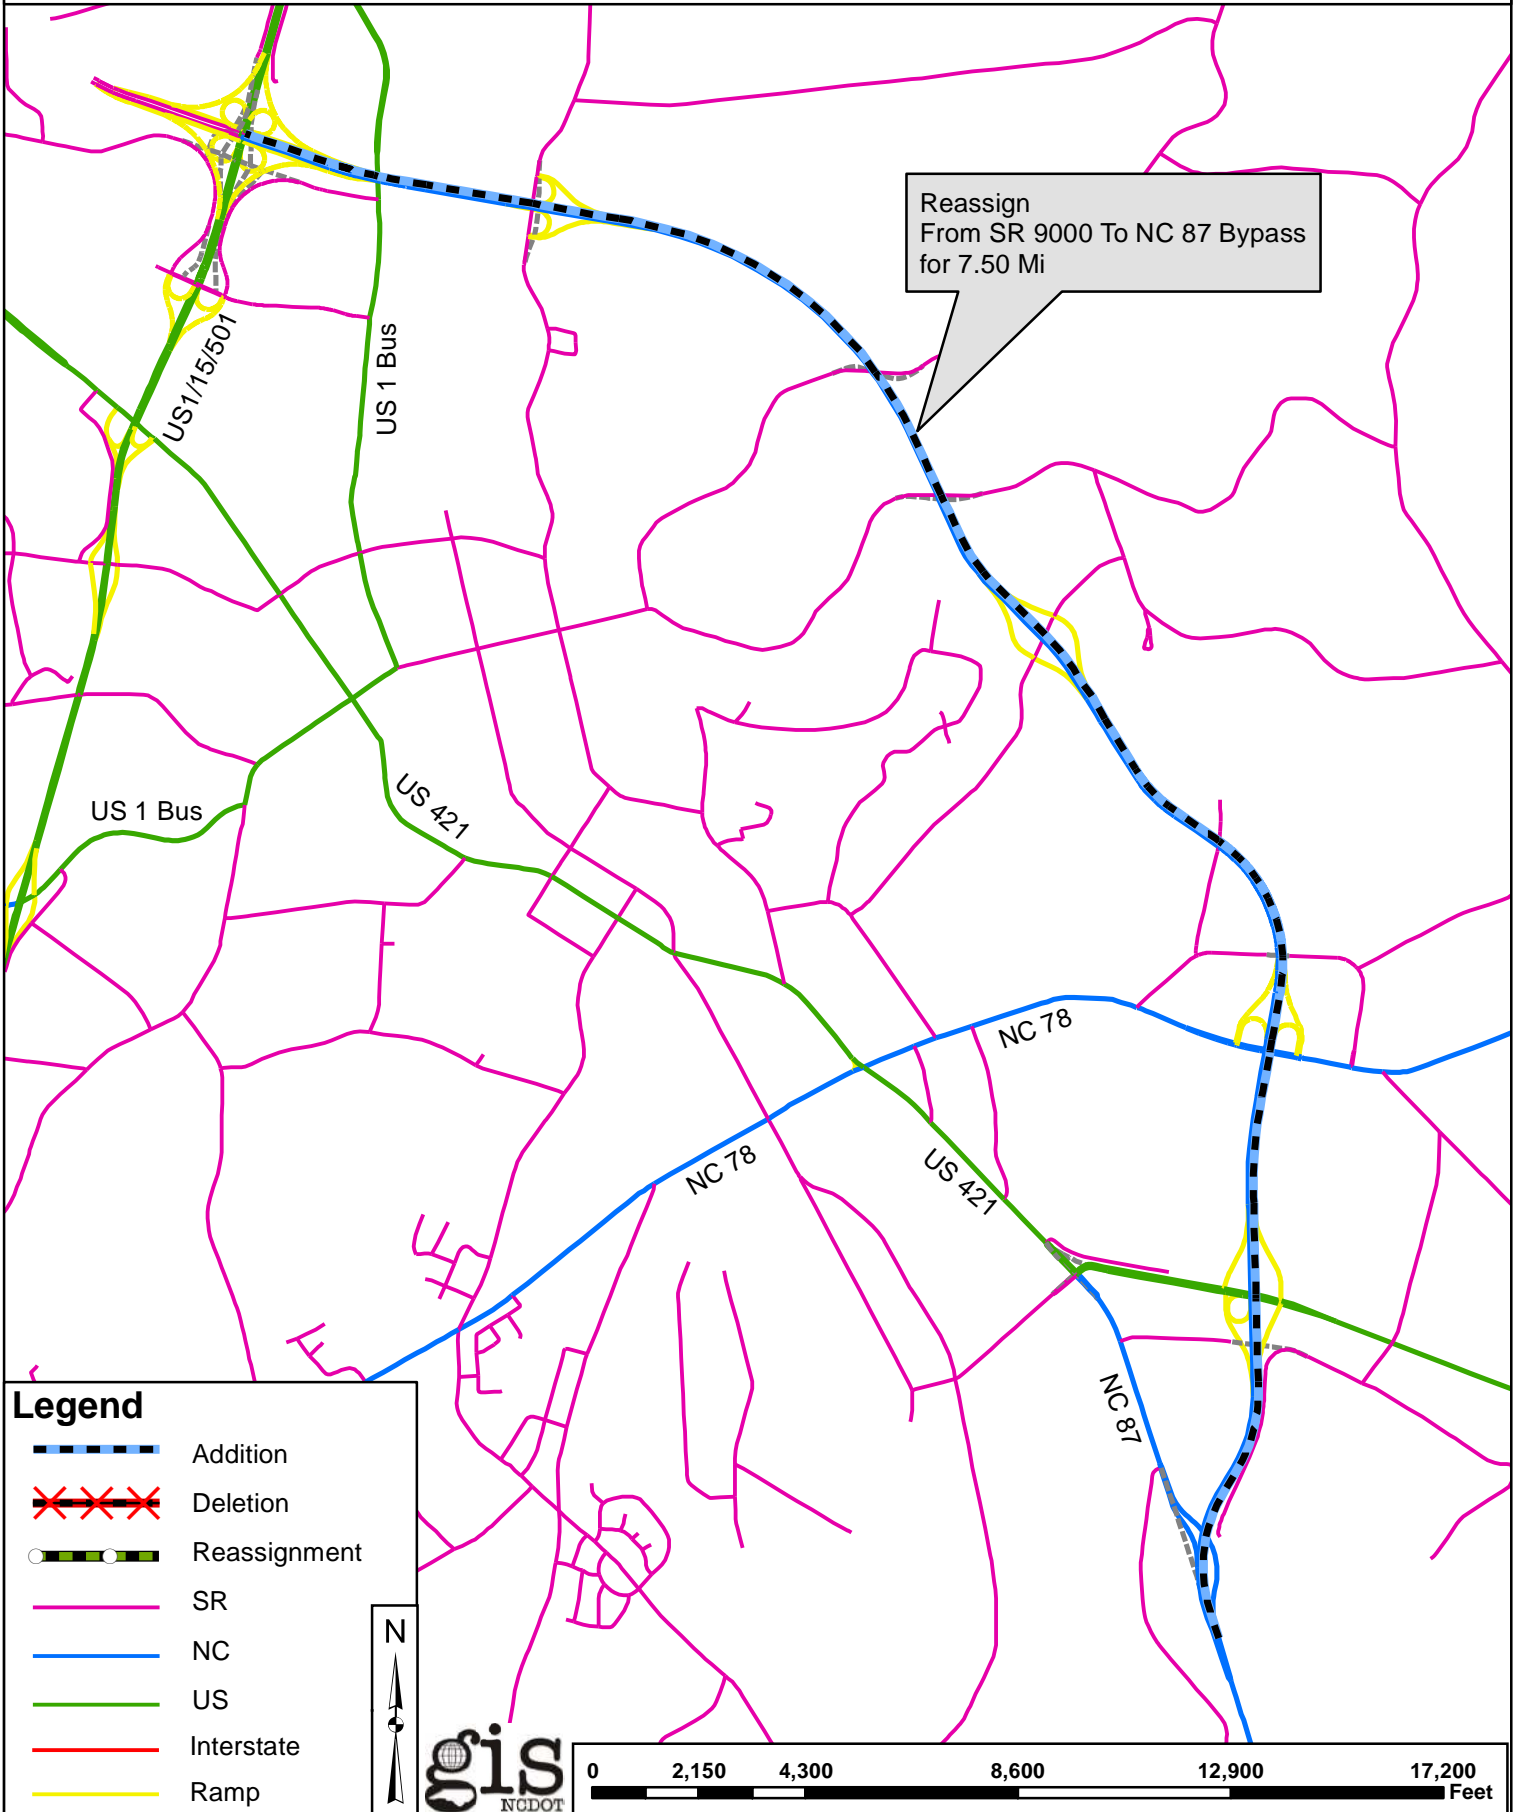 Reassign
From SR 9000 To NC 87 Bypass
for 7.50 Mi
US1/15/501
US 1 Bus
US 1 Bus
US 421
NC 78
NC 78
US 421
NC 87
Legend
Addition
Deletion
Reassignment
SR
NC
US
Interstate
Ramp
N
gis
NCDOT
0 2,150 4,300 8,600 12,900 17,200
Feet